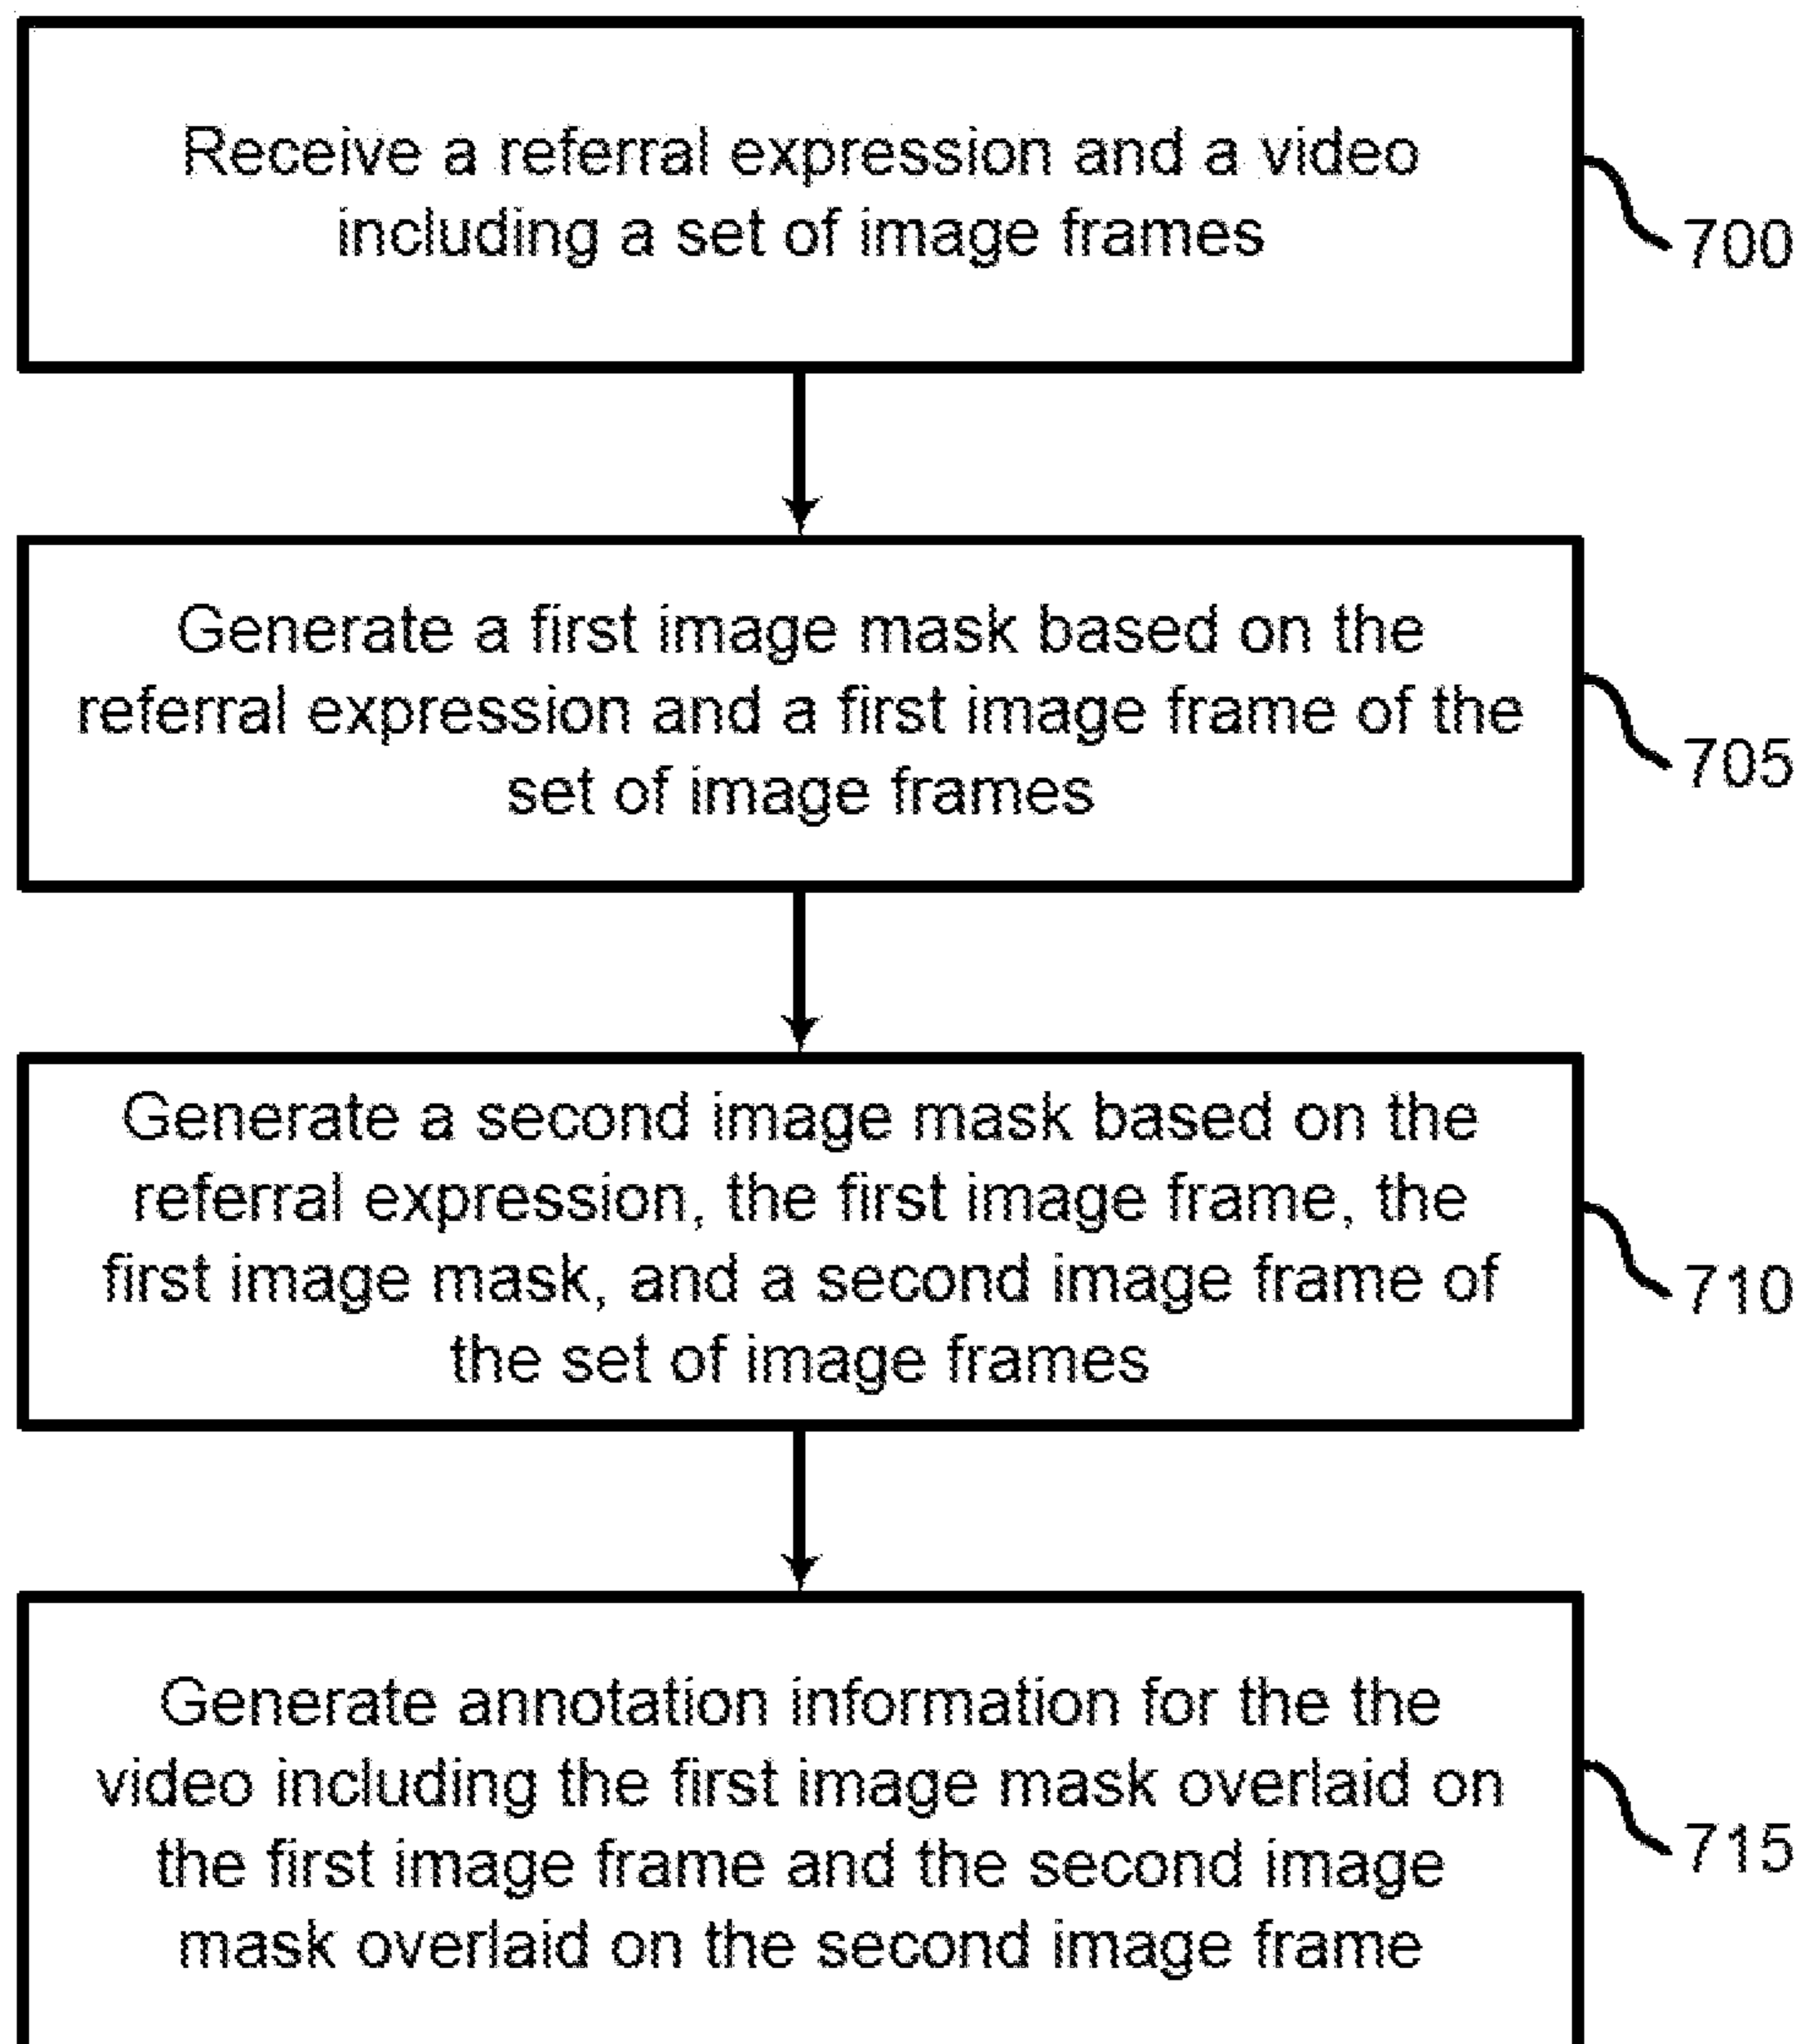 Receive a referral expression and a video
including a set of image frames
700
Generate a first image mask based on the
referral expression and a first image frame of the
set of image frames
705
Generate a second image mask based on the
referral expression, the first image frame, the
first image mask, and a second image frame of
the set of image frames
710
Generate annotation information for the the
video including the first image mask overlaid on
the first image frame and the second image
mask overlaid on the second image frame
715